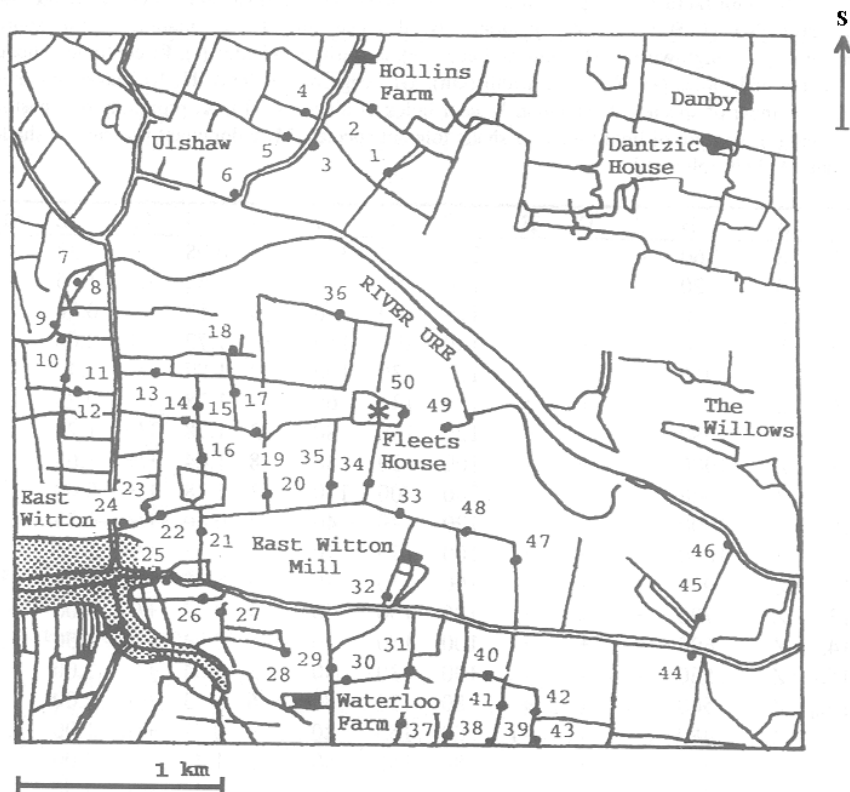 S
Hollins
Farm
4
Danby
2
Ulshaw
5
Dantzic
House
3
1
6
7
8
RIVER URE
36
9
18
10
11
13
50
17
12
14
15
49
The
Willows
Fleets
House
16
19
35
34
20
East
Witton
23
24
33
48
22
21
East Witton
Mill
47
46
25
32
45
26
27
31
28
29
30
40
44
Waterloo
Farm
41
42
37
38
39
43
1 km